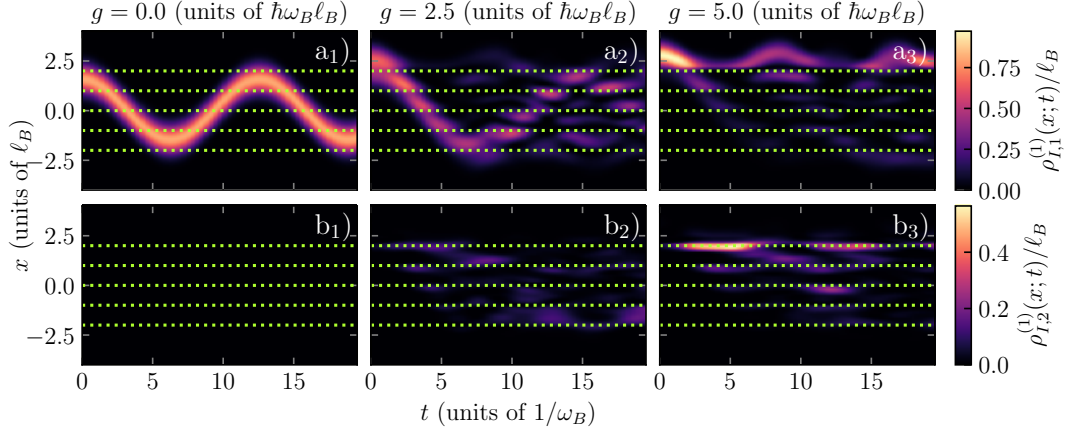 g = 0.0 (units of ℏω_Bℓ_B)
g = 2.5 (units of ℏω_Bℓ_B)
g = 5.0 (units of ℏω_Bℓ_B)
a₁)
a₂)
a₃)
2.5
0.0
−2.5
0.75
0.50
0.25
0.00
ρ_{I,1}^{(1)}(x; t)/ℓ_B
x (units of ℓ_B)
b₁)
b₂)
b₃)
2.5
0.0
−2.5
0.4
0.2
0.0
ρ_{I,2}^{(1)}(x; t)/ℓ_B
0 5 10 15
0 5 10 15
0 5 10 15
t (units of 1/ω_B)